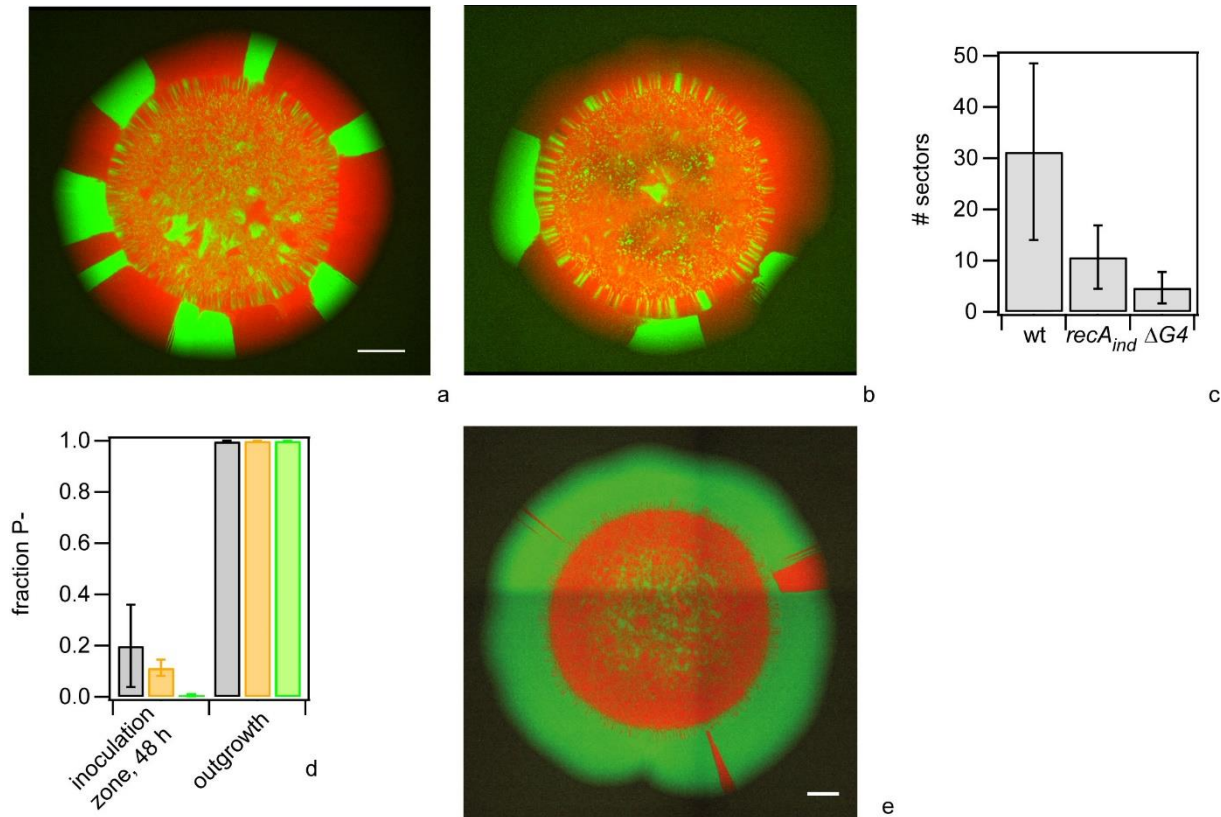 a
b
50
40
30
20
10
0
# sectors
wt recA_ind ΔG4
c
1.0
0.8
0.6
0.4
0.2
0.0
fraction P-
inoculation
zone, 48 h
outgrowth
d
e